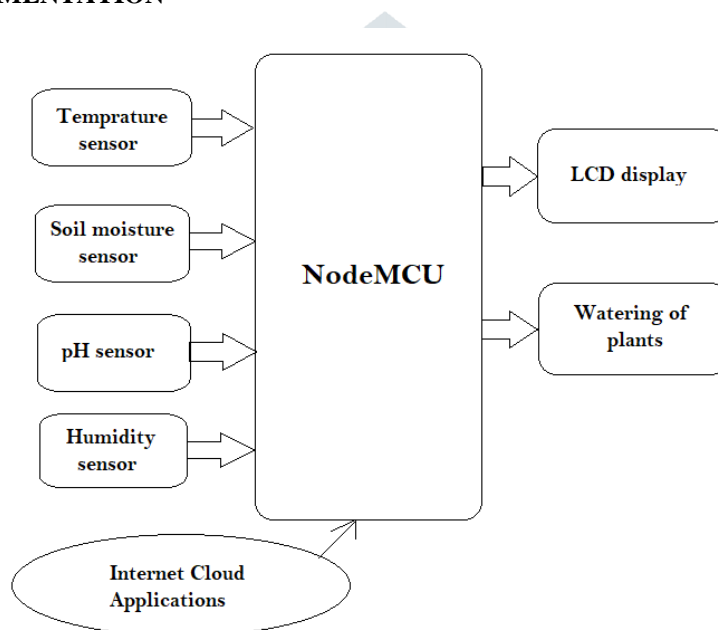 MENTATION
Temprature
sensor
Soil moisture
sensor
pH sensor
Humidity
sensor
NodeMCU
LCD display
Watering of
plants
Internet Cloud
Applications